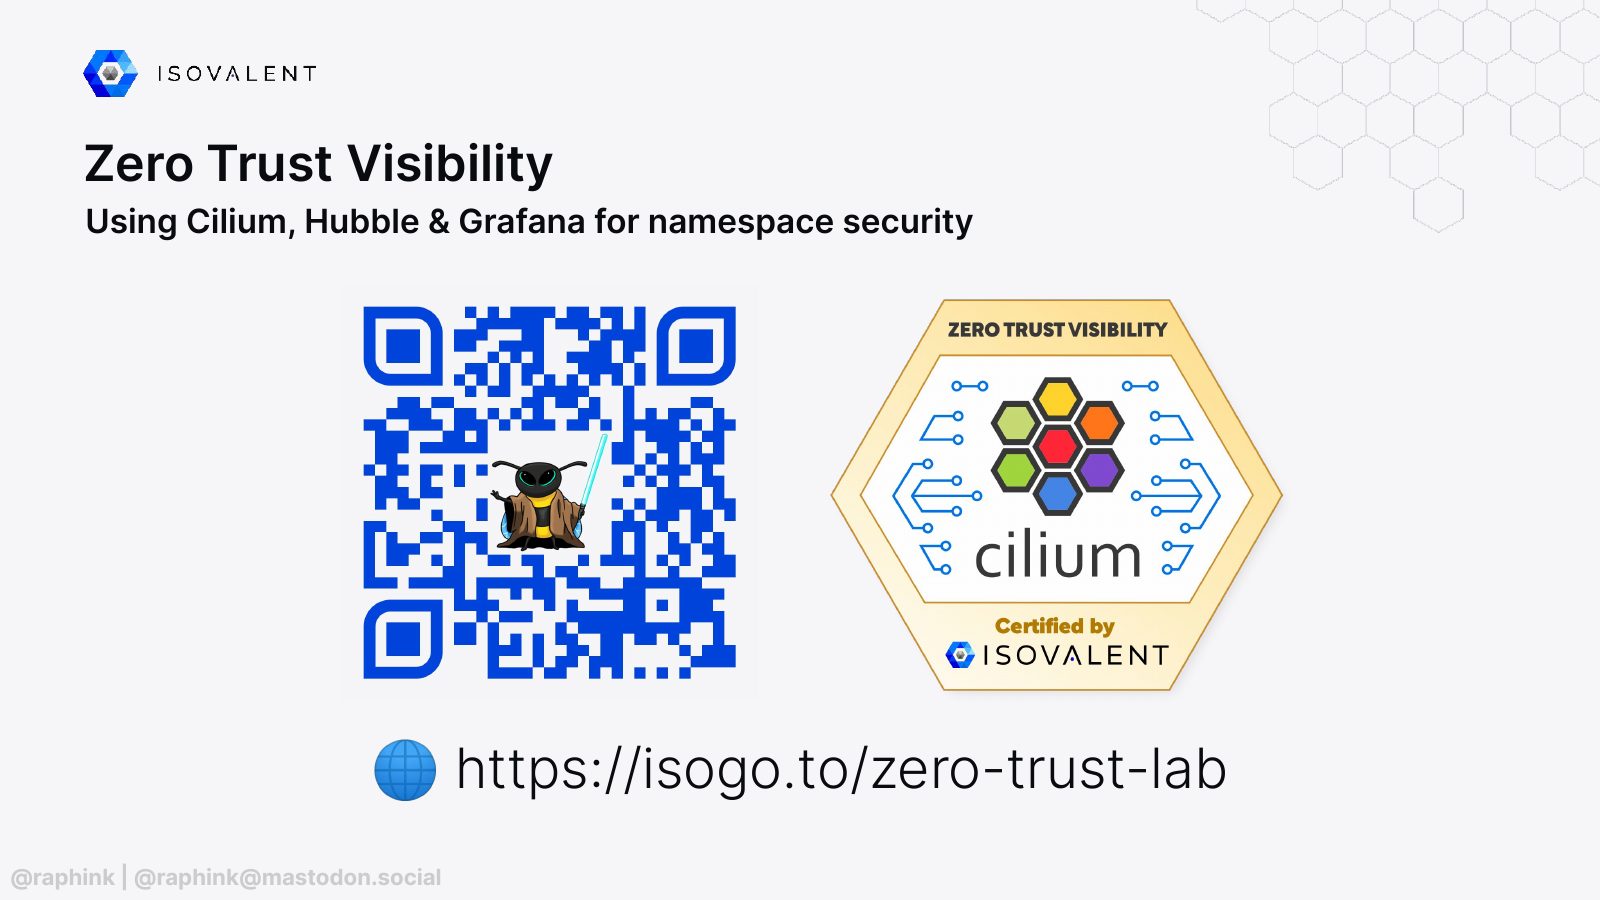 ISOVALENT
Zero Trust Visibility
Using Cilium, Hubble & Grafana for namespace security
ZERO TRUST VISIBILITY
cilium
Certified by
ISOVALENT
https://isogo.to/zero-trust-lab
@raphink | @raphink@mastodon.social